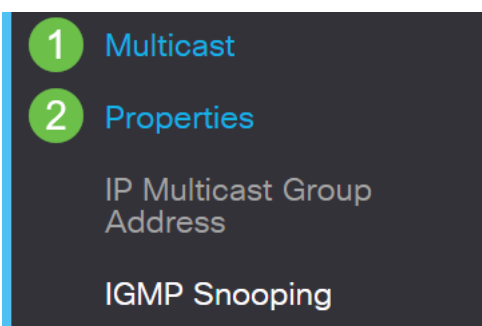 1 Multicast
2 Properties
IP Multicast Group
Address
IGMP Snooping